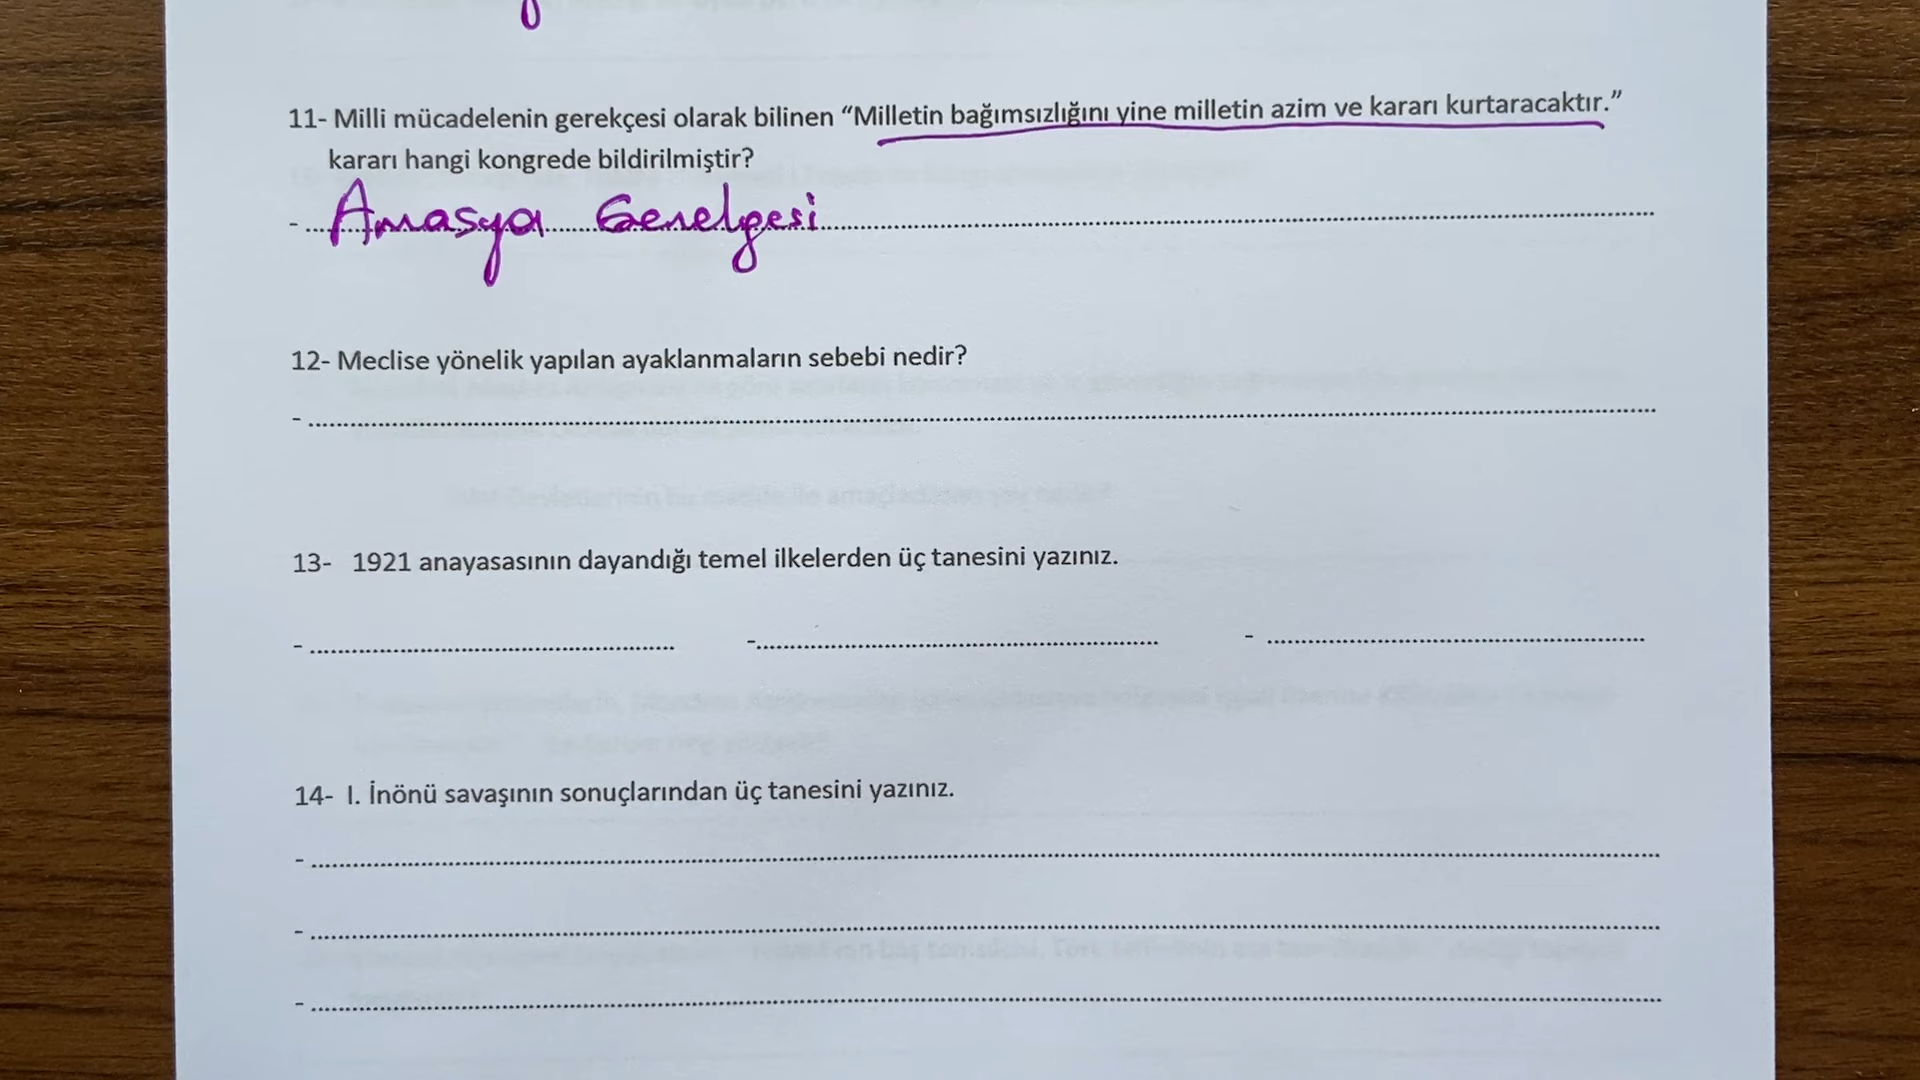 11- Milli mücadelenin gerekçesi olarak bilinen “Milletin bağımsızlığını yine milletin azim ve kararı kurtaracaktır.”
kararı hangi kongrede bildirilmiştir?
- Amasya Genelgesi
12- Meclise yönelik yapılan ayaklanmaların sebebi nedir?
-
13- 1921 anayasasının dayandığı temel ilkelerden üç tanesini yazınız.
- - -
14- I. İnönü savaşının sonuçlarından üç tanesini yazınız.
-
-
-